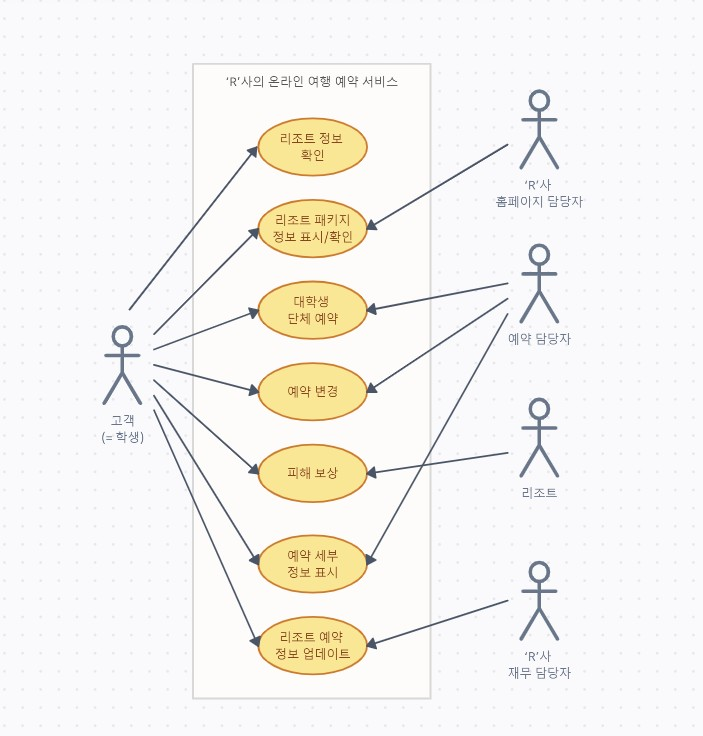 ‘R’사의 온라인 여행 예약 서비스
리조트 정보
확인
리조트 패키지
정보 표시/확인
대학생
단체 예약
예약 변경
피해 보상
예약 세부
정보 표시
리조트 예약
정보 업데이트
고객
(= 학생)
‘R’사
홈페이지 담당자
예약 담당자
리조트
‘R’사
재무 담당자